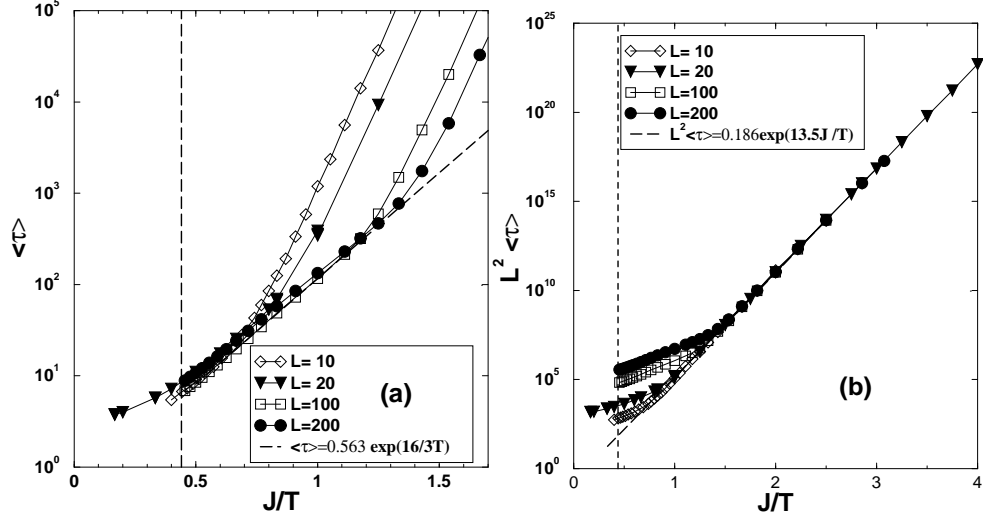 10^5
10^4
10^3
10^2
10^1
10^0
<τ>
0
0.5
1
1.5
J/T
L= 10
L= 20
L=100
L=200
<τ>=0.563 exp(16/3T)
(a)
10^25
10^20
10^15
10^10
10^5
10^0
L^2 <τ>
0
1
2
3
4
J/T
L= 10
L= 20
L=100
L=200
L^2<τ>=0.186exp(13.5J/T)
(b)